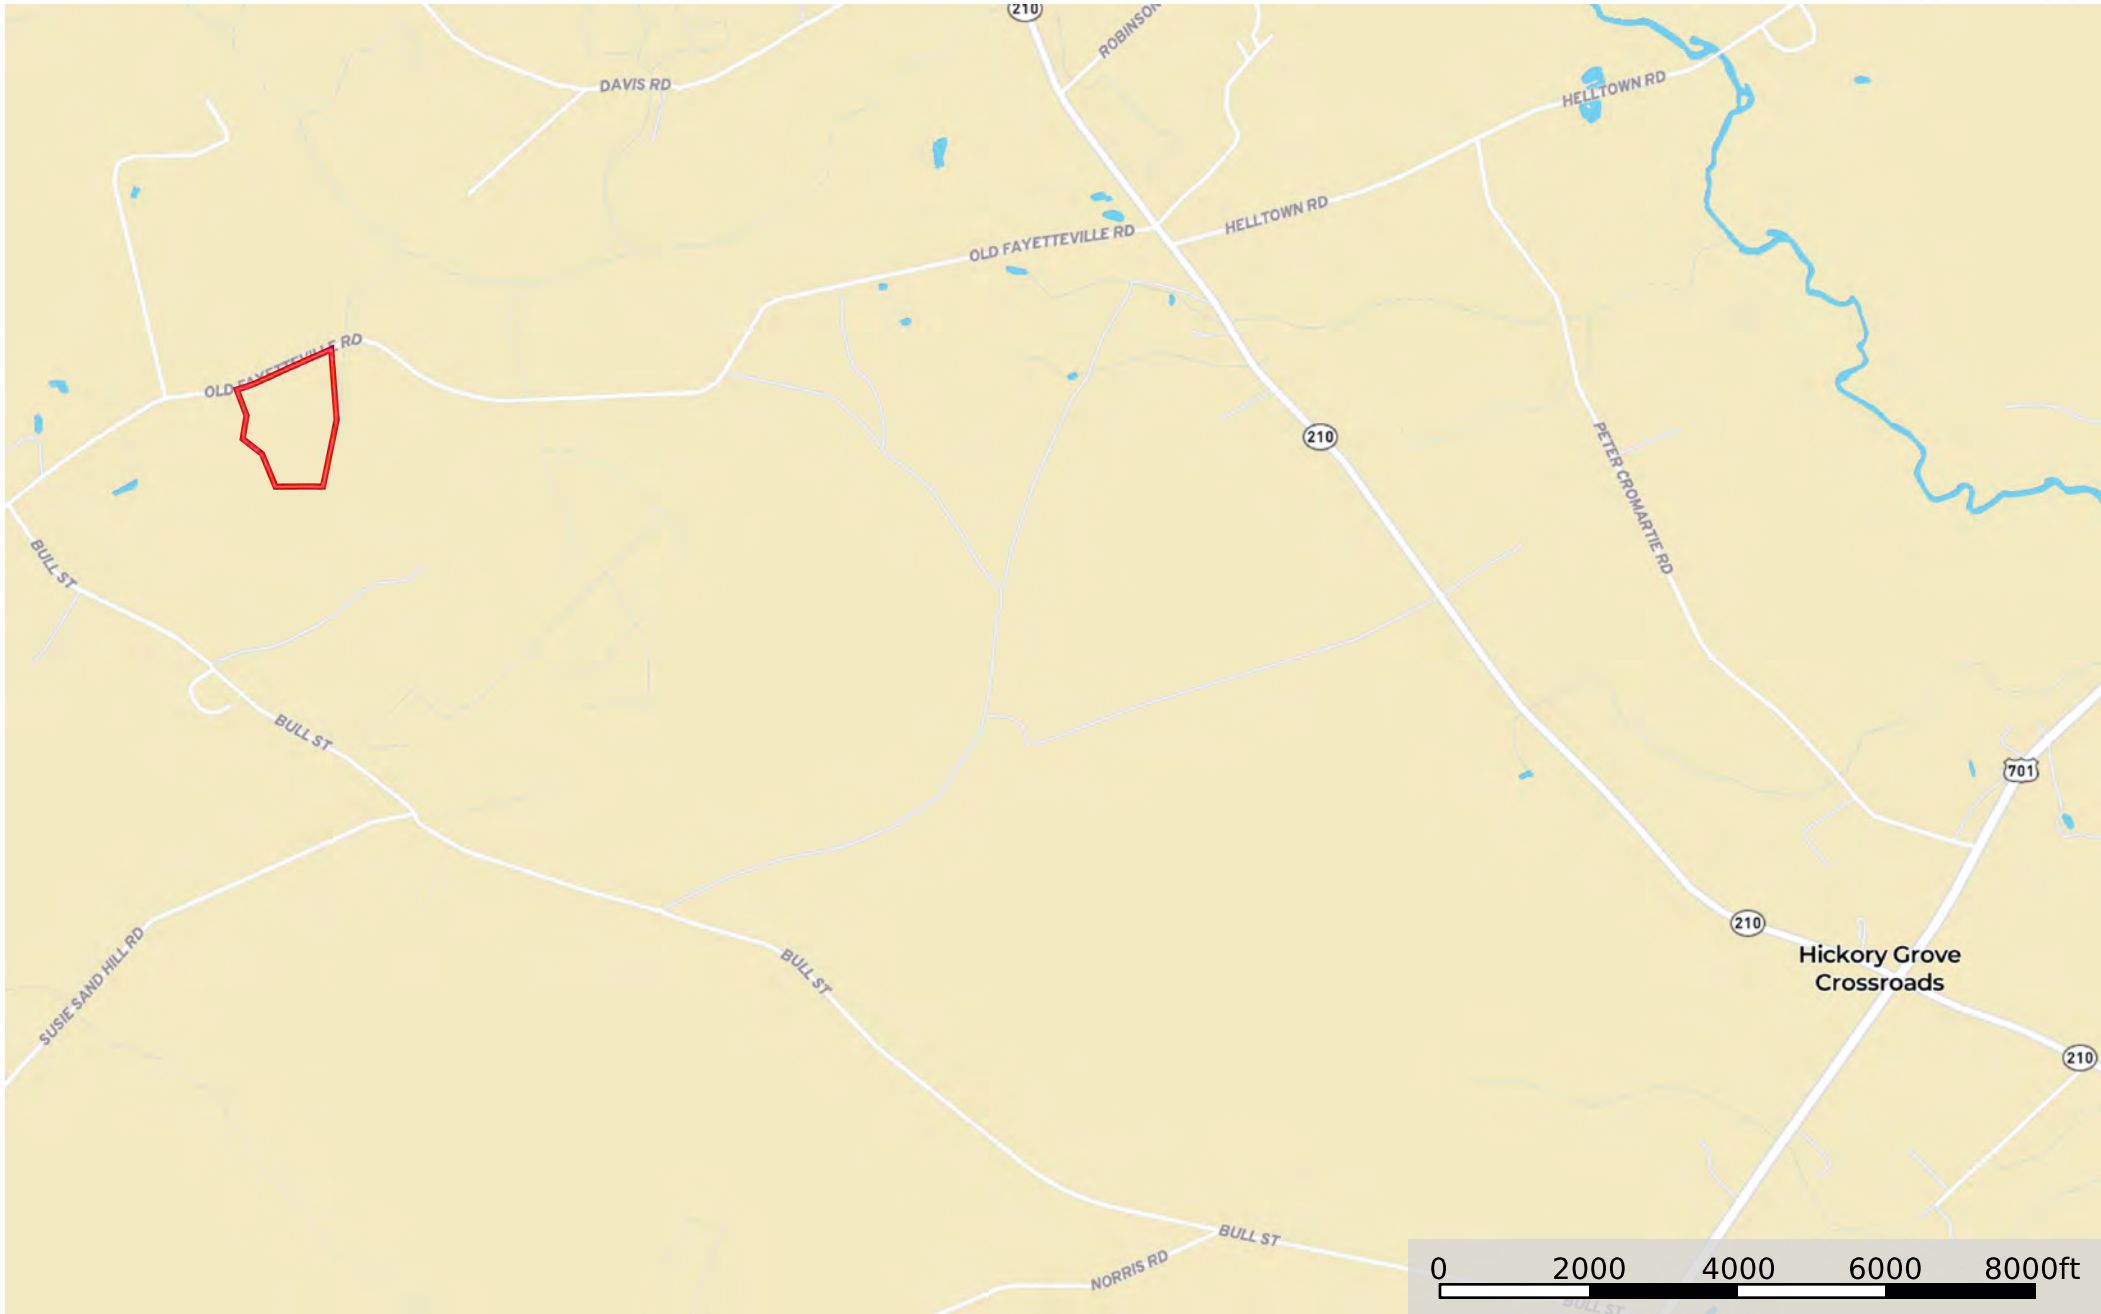 210
ROBINSON
DAVIS RD
HELLTOWN RD
HELLTOWN RD
OLD FAYETTEVILLE RD
OLD FAYETTEVILLE RD
210
PETER CROMARTIE RD
BULL ST
BULL ST
701
210
Hickory Grove
Crossroads
SUSIE SAND HILL RD
BULL ST
210
BULL ST
NORRIS RD
0 2000 4000 6000 8000ft
BULL ST